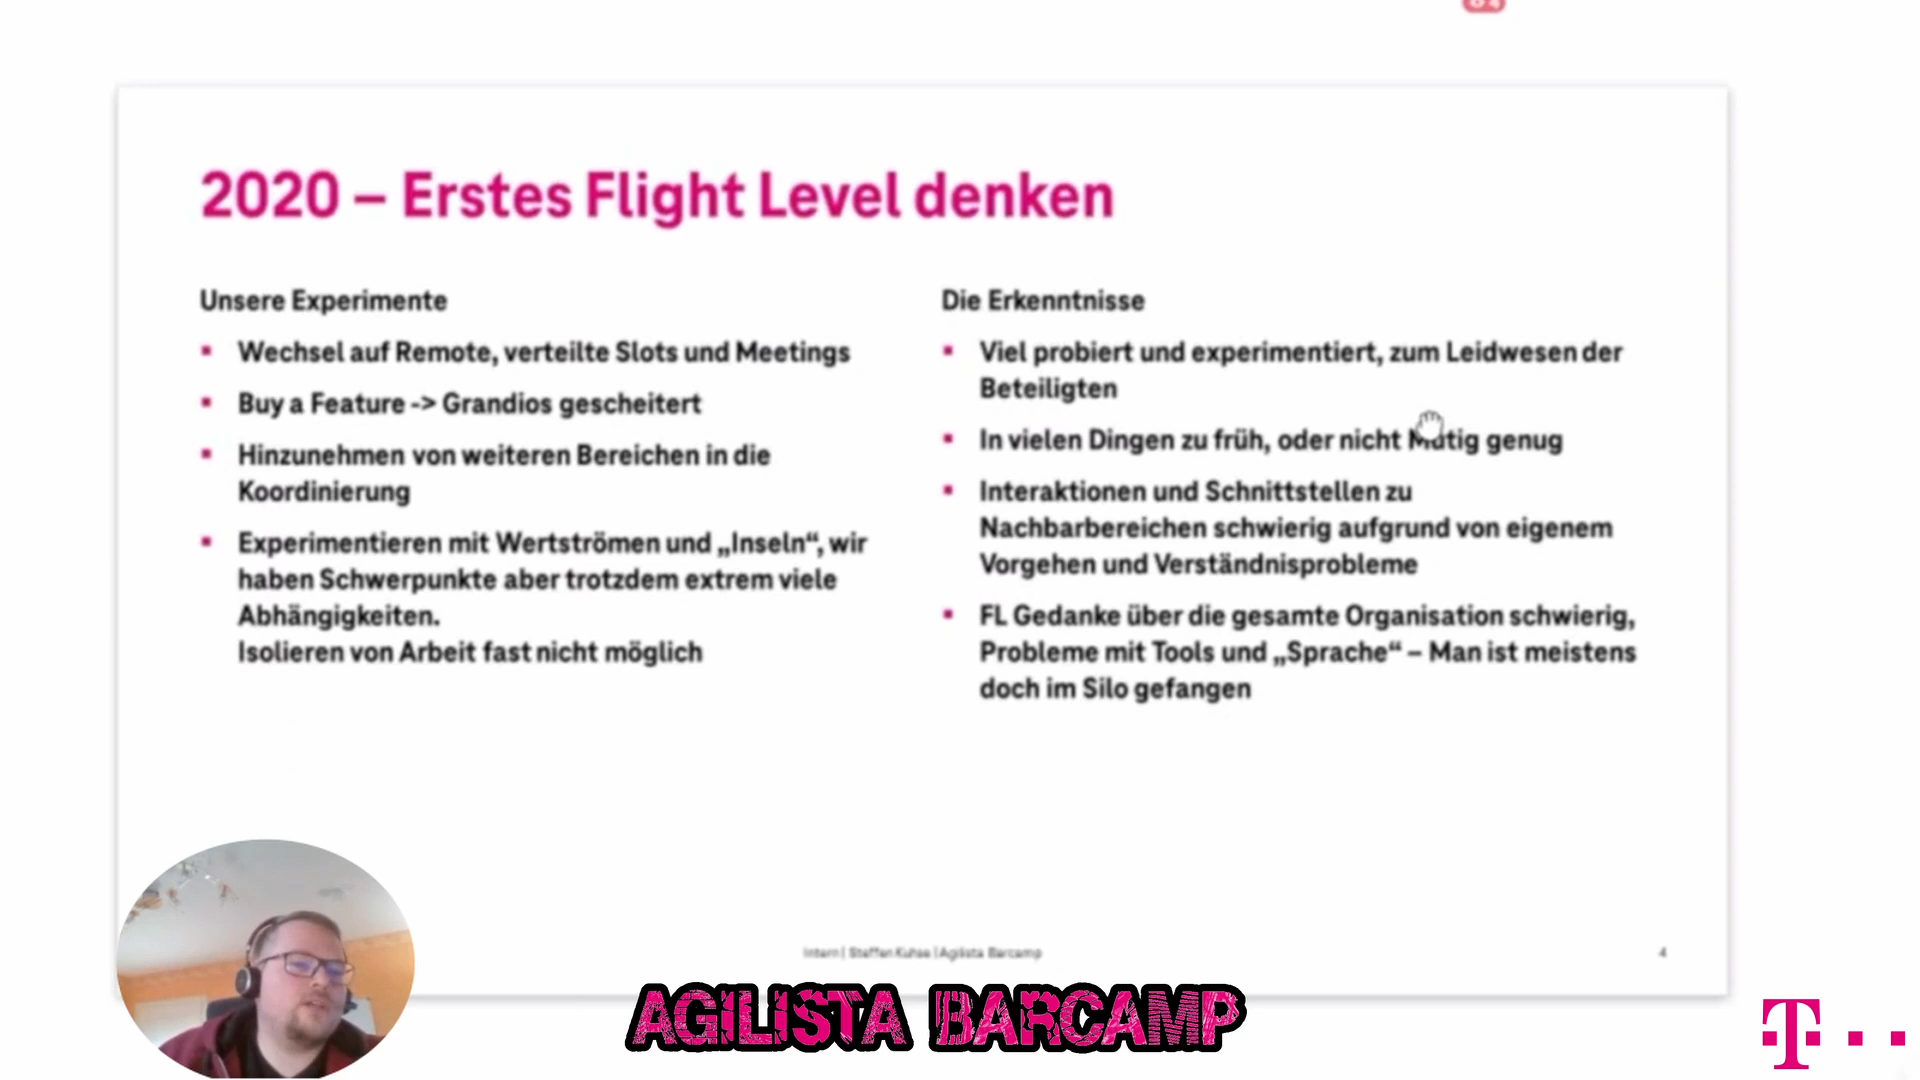 2020 – Erstes Flight Level denken
Unsere Experimente
▪ Wechsel auf Remote, verteilte Slots und Meetings
▪ Buy a Feature -> Grandios gescheitert
▪ Hinzunehmen von weiteren Bereichen in die
Koordinierung
▪ Experimentieren mit Wertströmen und „Inseln“, wir
haben Schwerpunkte aber trotzdem extrem viele
Abhängigkeiten.
Isolieren von Arbeit fast nicht möglich
Die Erkenntnisse
▪ Viel probiert und experimentiert, zum Leidwesen der
Beteiligten
▪ In vielen Dingen zu früh, oder nicht Mutig genug
▪ Interaktionen und Schnittstellen zu
Nachbarbereichen schwierig aufgrund von eigenem
Vorgehen und Verständnisprobleme
▪ FL Gedanke über die gesamte Organisation schwierig,
Probleme mit Tools und „Sprache“ – Man ist meistens
doch im Silo gefangen
Intern | Steffen Kuhse | Agilista Barcamp
4
AGILISTA BARCAMP
T